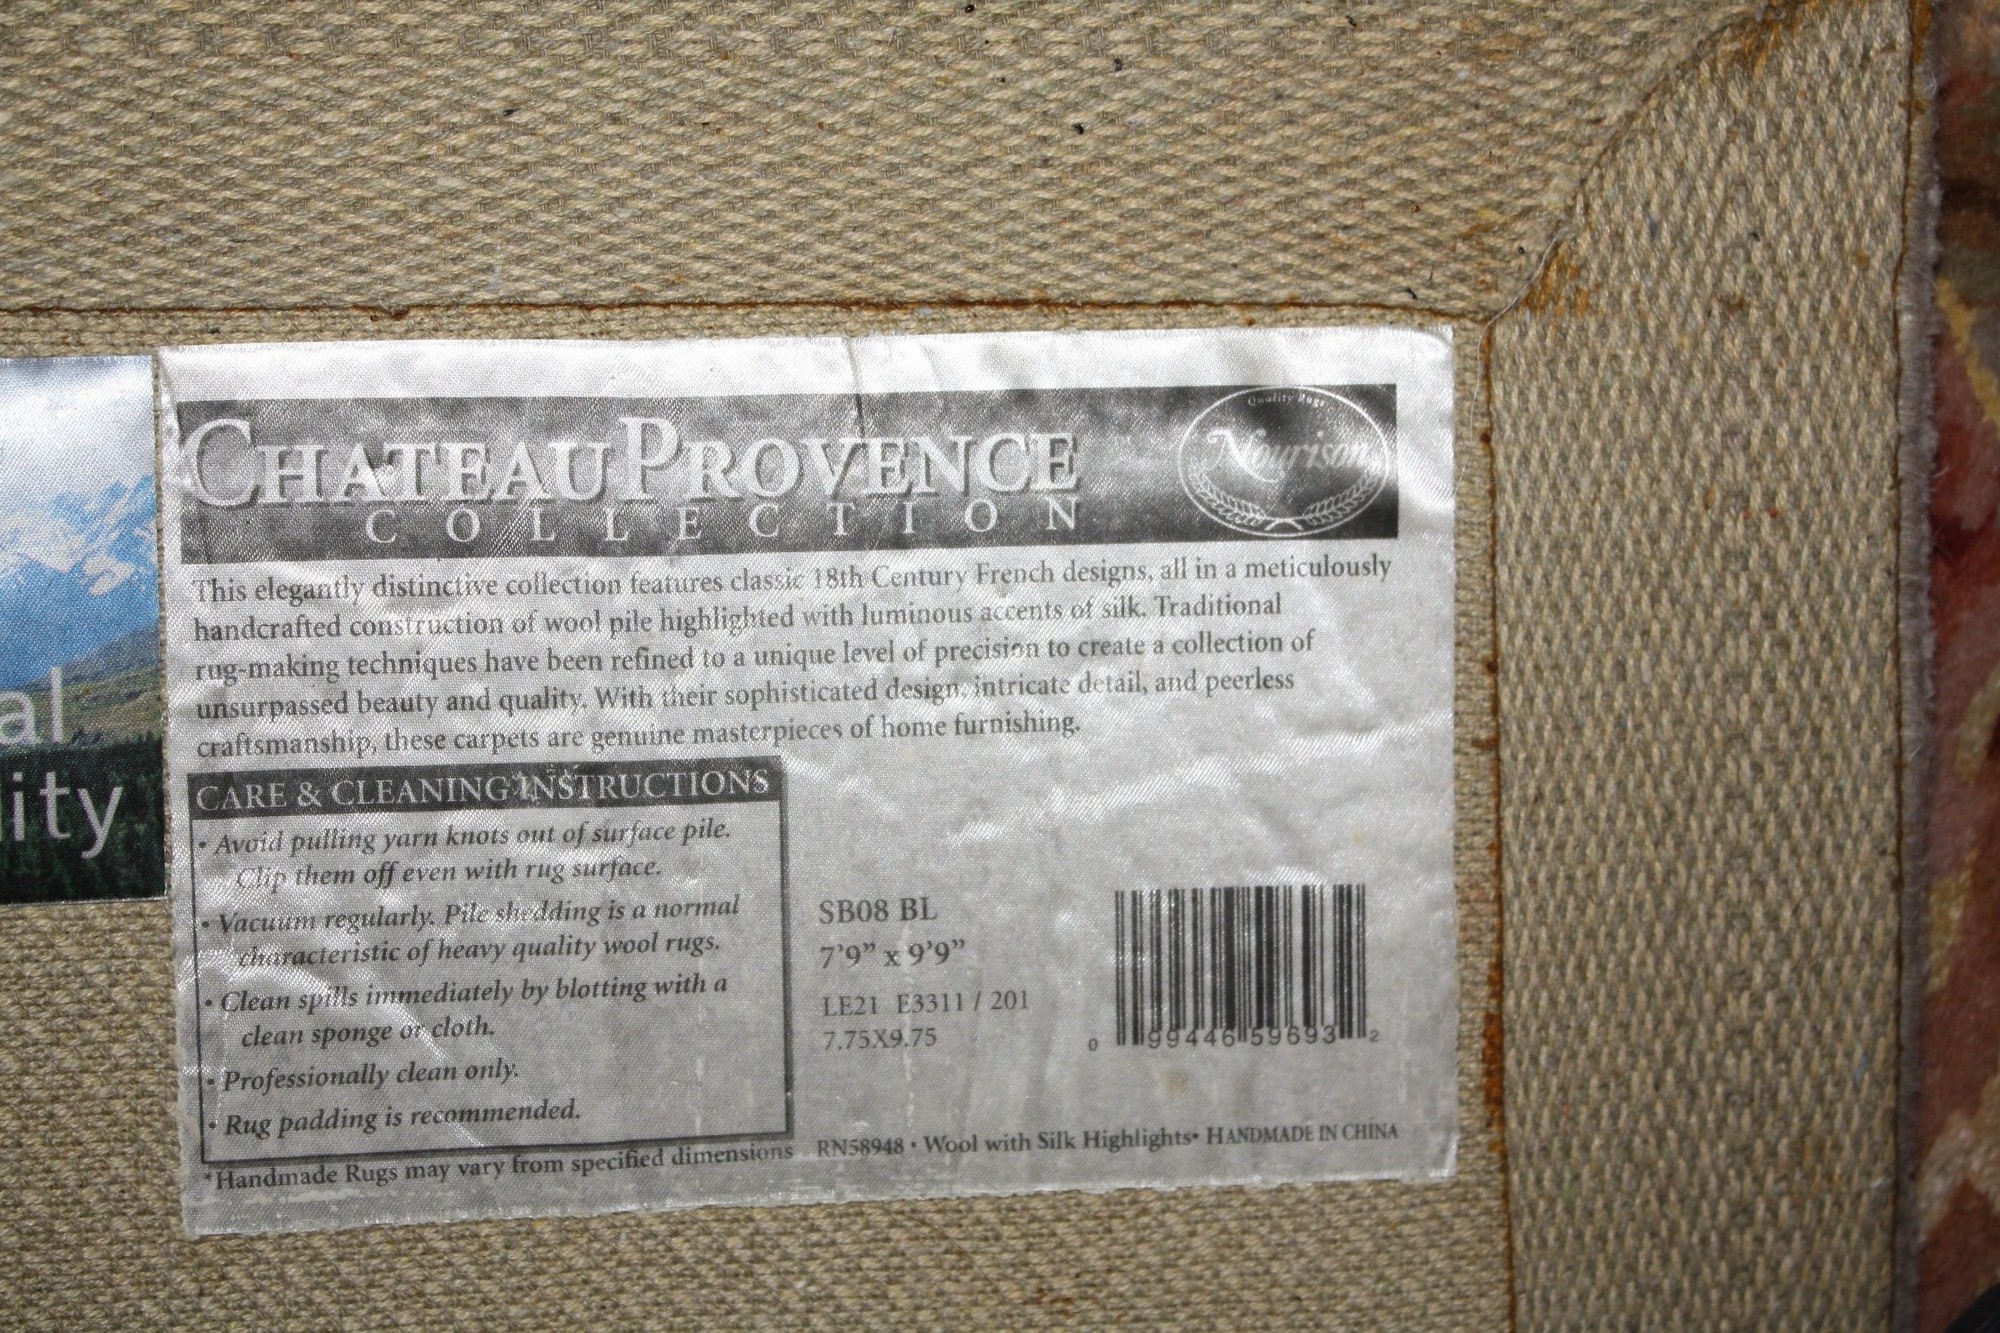 al
ity
CHATEAU PROVENCE
COLLECTION
Quality Rugs
Nourison
This elegantly distinctive collection features classic 18th Century French designs, all in a meticulously
handcrafted construction of wool pile highlighted with luminous accents of silk. Traditional
rug-making techniques have been refined to a unique level of precision to create a collection of
unsurpassed beauty and quality. With their sophisticated design, intricate detail, and peerless
craftsmanship, these carpets are genuine masterpieces of home furnishing.
CARE & CLEANING INSTRUCTIONS
• Avoid pulling yarn knots out of surface pile.
Clip them off even with rug surface.
• Vacuum regularly. Pile shedding is a normal
characteristic of heavy quality wool rugs.
• Clean spills immediately by blotting with a
clean sponge or cloth.
• Professionally clean only.
• Rug padding is recommended.
*Handmade Rugs may vary from specified dimensions
SB08 BL
7'9" x 9'9"
LE21 E3311 / 201
7.75X9.75
0 99446 59693 2
RN58948 • Wool with Silk Highlights • HANDMADE IN CHINA